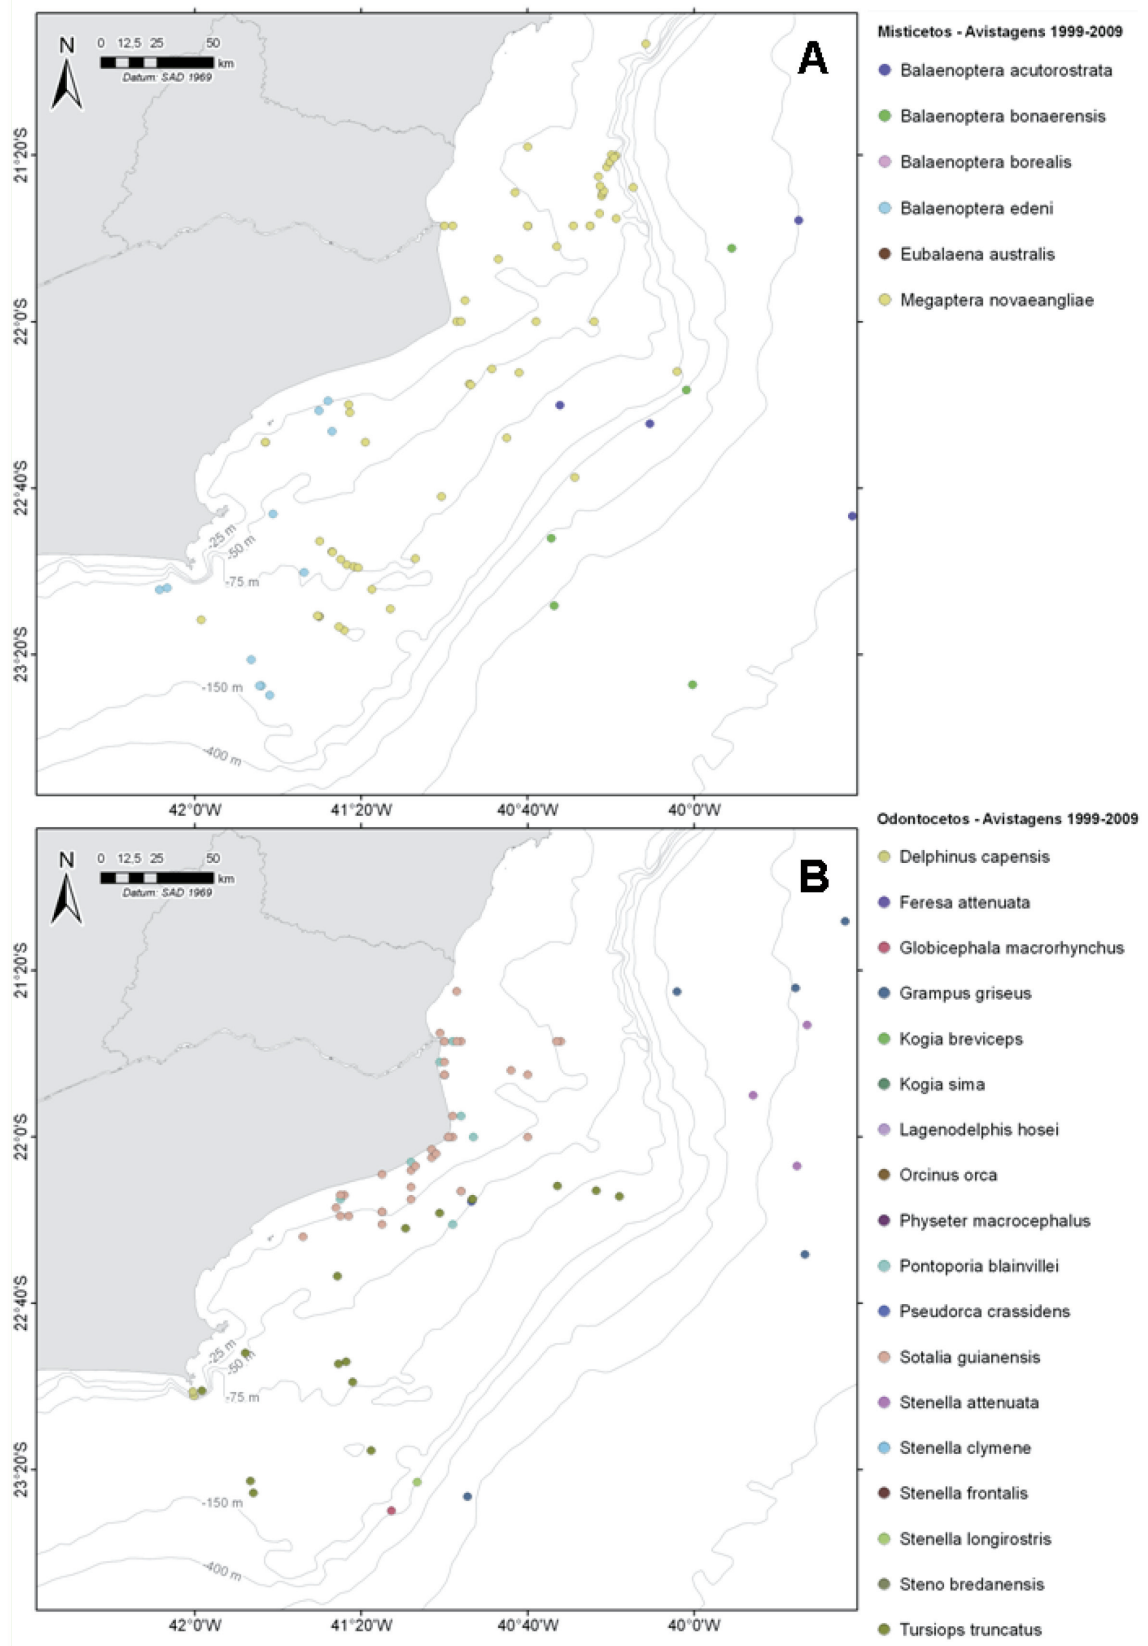 A
N
0 12,5 25 50
km
Datum: SAD 1969
21°20'S
22°0'S
22°40'S
23°20'S
-25 m
-50 m
-75 m
-150 m
-400 m
42°0'W 41°20'W 40°40'W 40°0'W
Misticetos - Avistagens 1999-2009
Balaenoptera acutorostrata
Balaenoptera bonaerensis
Balaenoptera borealis
Balaenoptera edeni
Eubalaena australis
Megaptera novaeangliae
B
N
0 12,5 25 50
km
Datum: SAD 1969
21°20'S
22°0'S
22°40'S
23°20'S
-25 m
-50 m
-75 m
-150 m
-400 m
42°0'W 41°20'W 40°40'W 40°0'W
Odontocetos - Avistagens 1999-2009
Delphinus capensis
Feresa attenuata
Globicephala macrorhynchus
Grampus griseus
Kogia breviceps
Kogia sima
Lagenodelphis hosei
Orcinus orca
Physeter macrocephalus
Pontoporia blainvillei
Pseudorca crassidens
Sotalia guianensis
Stenella attenuata
Stenella clymene
Stenella frontalis
Stenella longirostris
Steno bredanensis
Tursiops truncatus